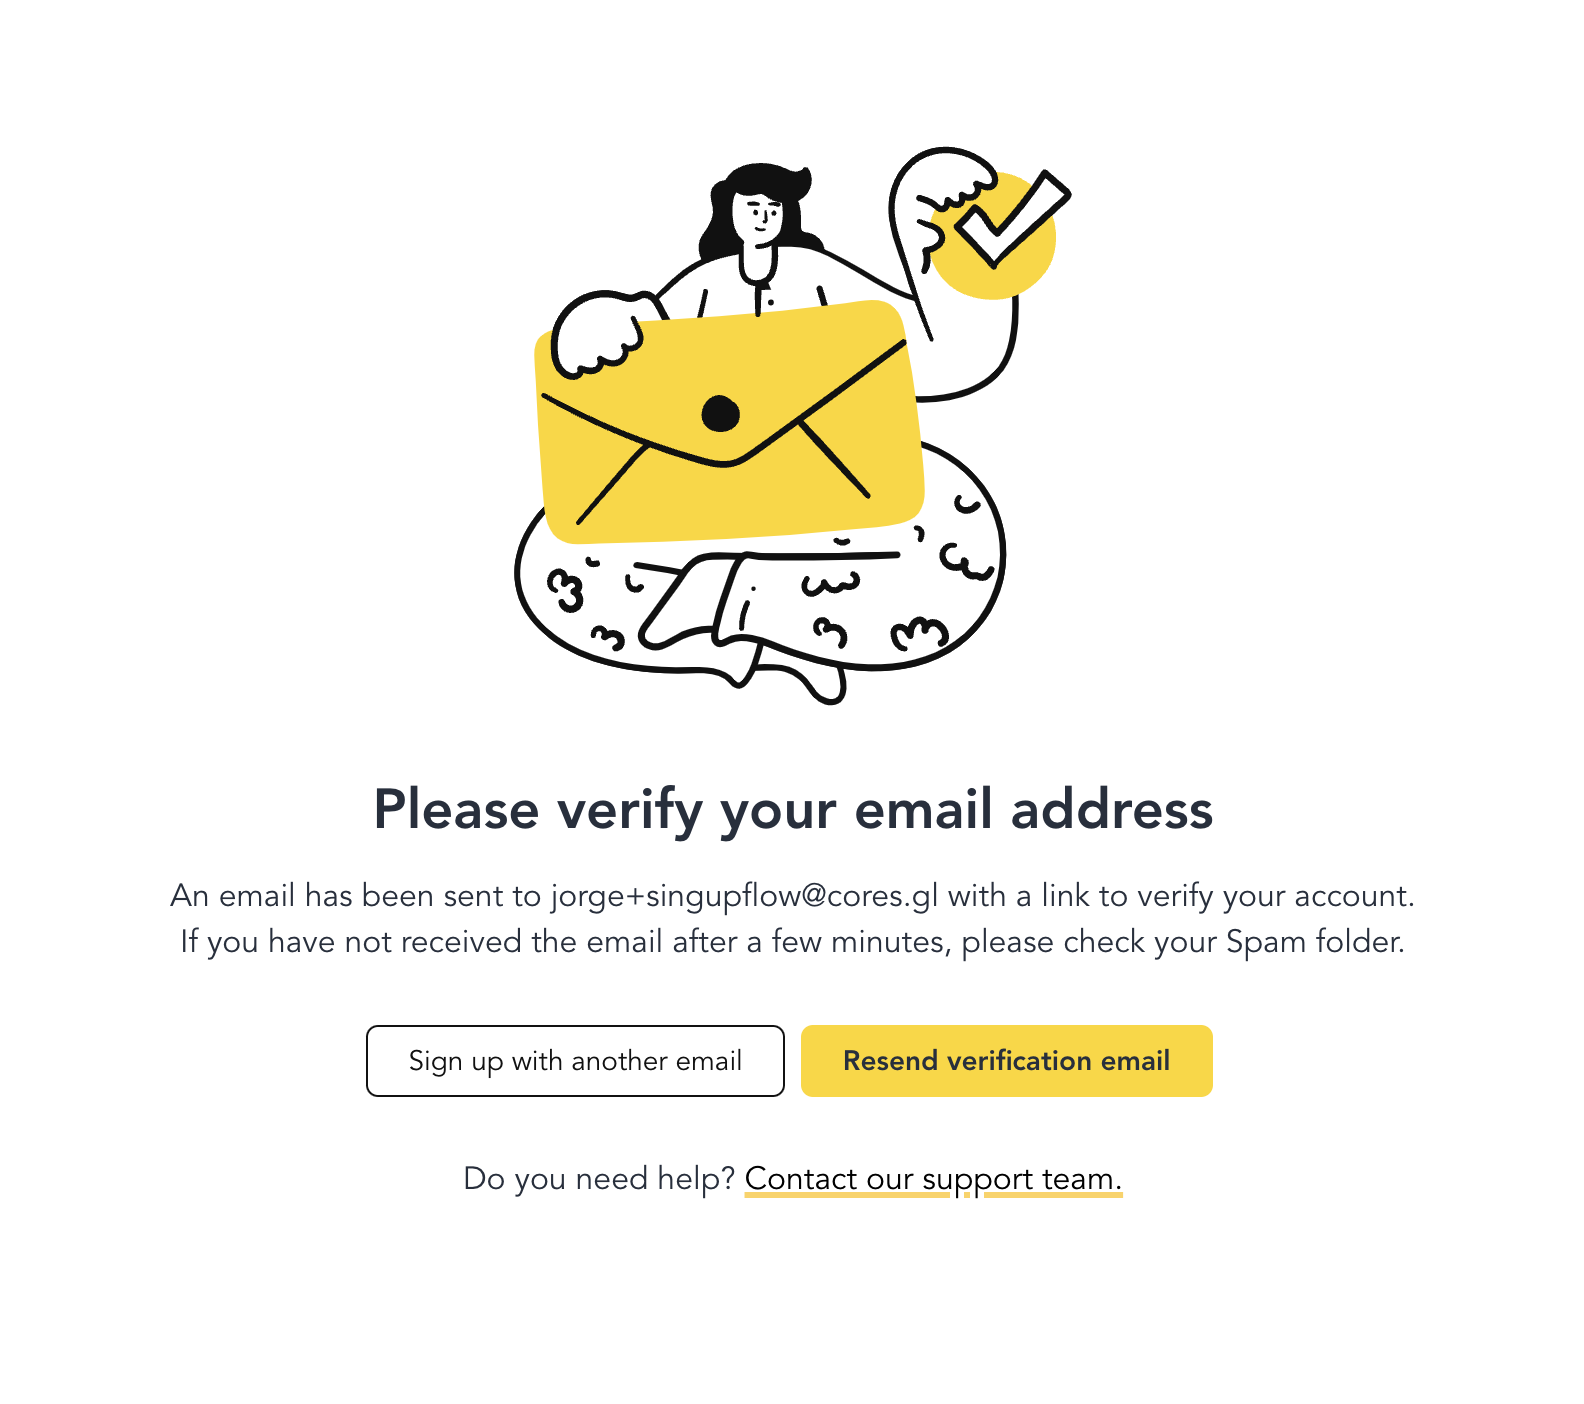 Please verify your email address
An email has been sent to jorge+singupflow@cores.gl with a link to verify your account.
If you have not received the email after a few minutes, please check your Spam folder.
Sign up with another email
Resend verification email
Do you need help? Contact our support team.